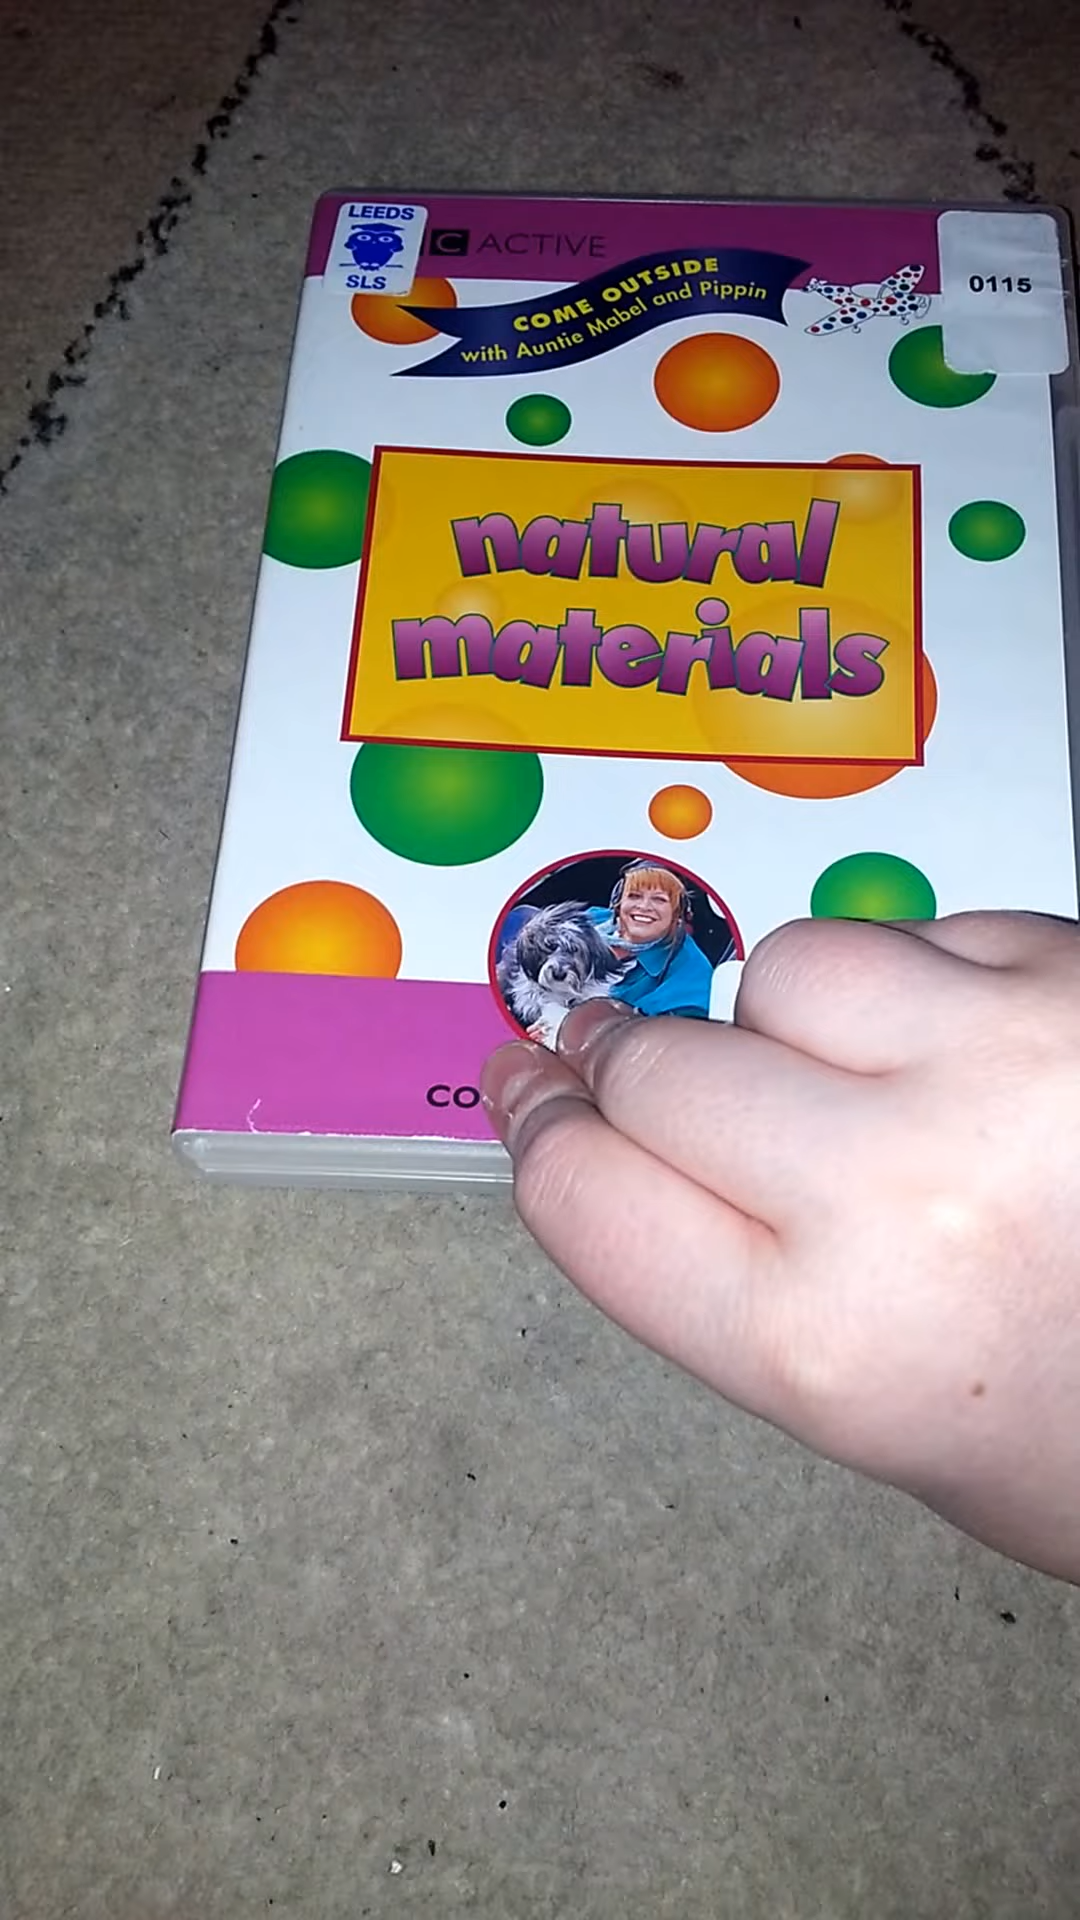 LEEDS
SLS
C ACTIVE
0115
COME OUTSIDE
with Auntie Mabel and Pippin
natural
materials
CO